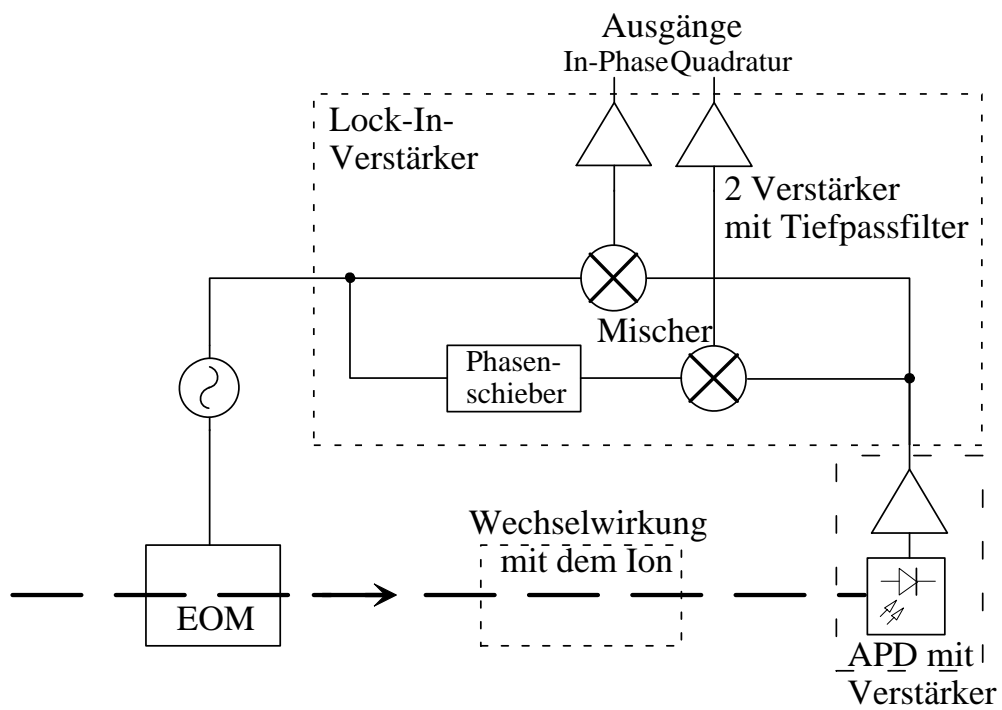 Ausgänge
In-Phase Quadratur
Lock-In-
Verstärker
2 Verstärker
mit Tiefpassfilter
Mischer
Phasen-
schieber
Wechselwirkung
mit dem Ion
EOM
APD mit
Verstärker